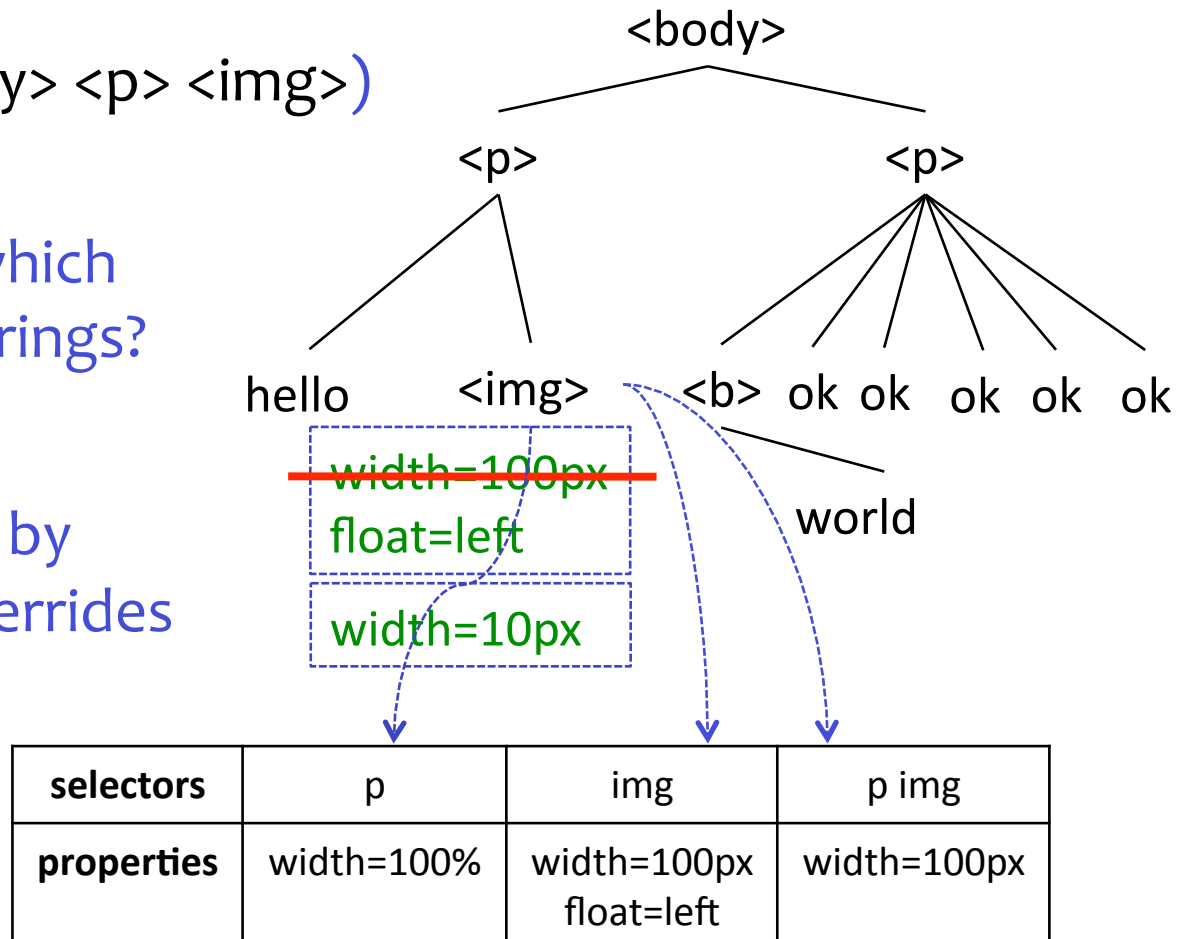 y> <p> <img>)
which
rings?
by
errides
<body>
<p> <p>
hello <img> <b> ok ok ok ok ok
world
width=100px
float=left
width=10px
selectors p img p img
properties width=100% width=100px width=100px
float=left